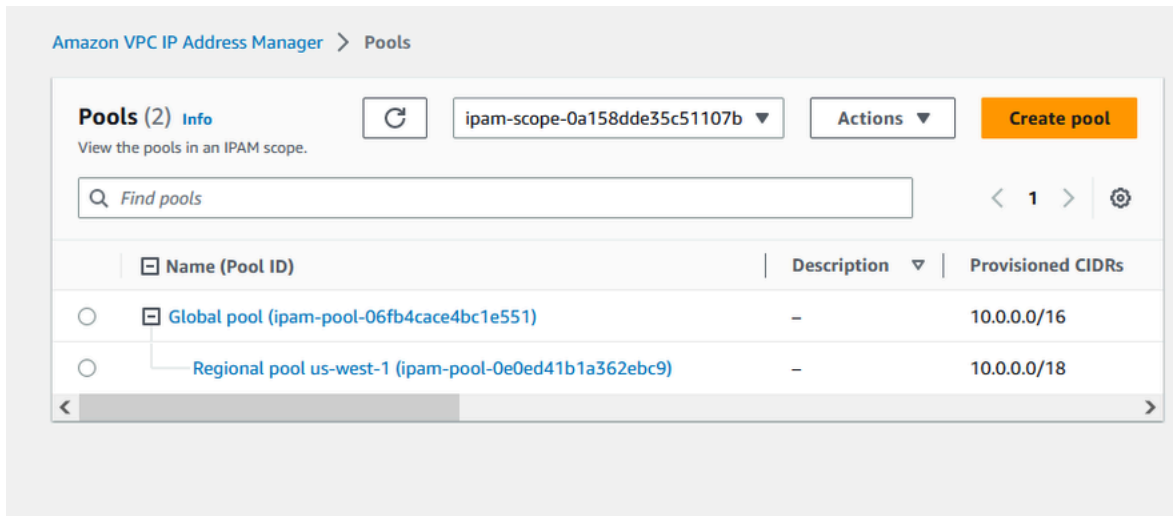 Amazon VPC IP Address Manager > Pools
Pools (2) Info
ipam-scope-0a158dde35c51107b
Actions
Create pool
View the pools in an IPAM scope.
Find pools
< 1 >
Name (Pool ID) Description Provisioned CIDRs
Global pool (ipam-pool-06fb4cace4bc1e551) – 10.0.0.0/16
Regional pool us-west-1 (ipam-pool-0e0ed41b1a362ebc9) – 10.0.0.0/18